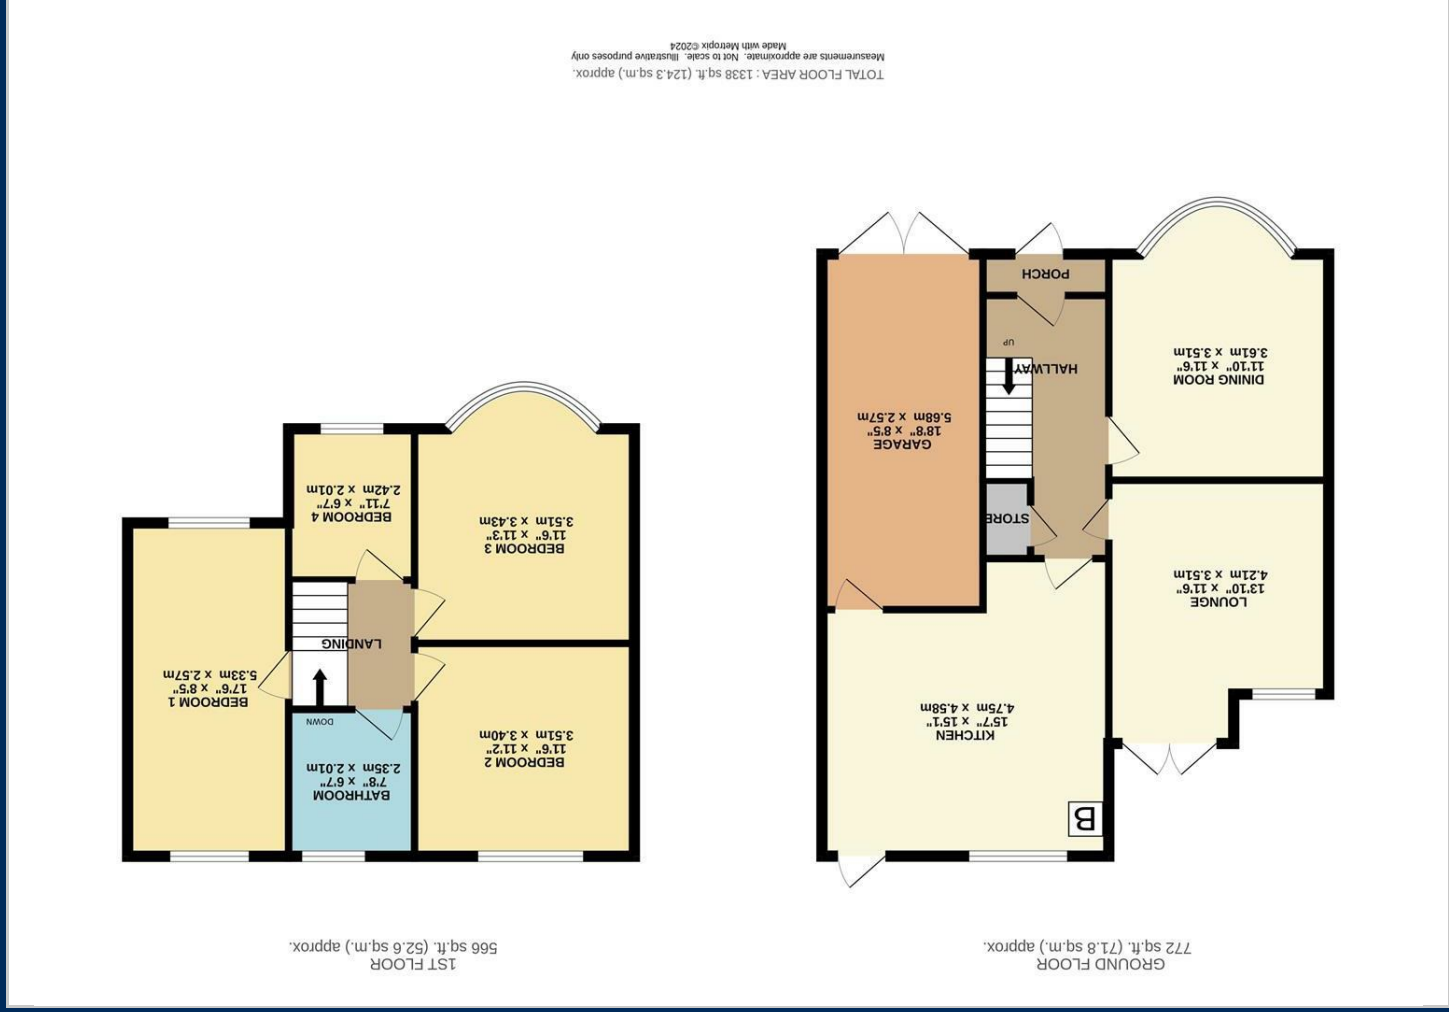 GROUND FLOOR
772 sq.ft. (71.8 sq.m.) approx.
1ST FLOOR
566 sq.ft. (52.6 sq.m.) approx.
B
KITCHEN
15'7" x 15'1"
4.75m x 4.58m
LOUNGE
13'10" x 11'6"
4.21m x 3.51m
STORE
GARAGE
18'8" x 8'5"
5.68m x 2.57m
DINING ROOM
11'10" x 11'6"
3.61m x 3.51m
HALLWAY
UP
PORCH
BATHROOM
7'8" x 6'7"
2.35m x 2.01m
BEDROOM 2
11'6" x 11'2"
3.51m x 3.40m
DOWN
BEDROOM 1
17'6" x 8'5"
5.33m x 2.57m
LANDING
BEDROOM 3
11'6" x 11'3"
3.51m x 3.43m
BEDROOM 4
7'11" x 6'7"
2.42m x 2.01m
TOTAL FLOOR AREA : 1338 sq.ft. (124.3 sq.m.) approx.
Measurements are approximate. Not to scale. Illustrative purposes only
Made with Metropix ©2024